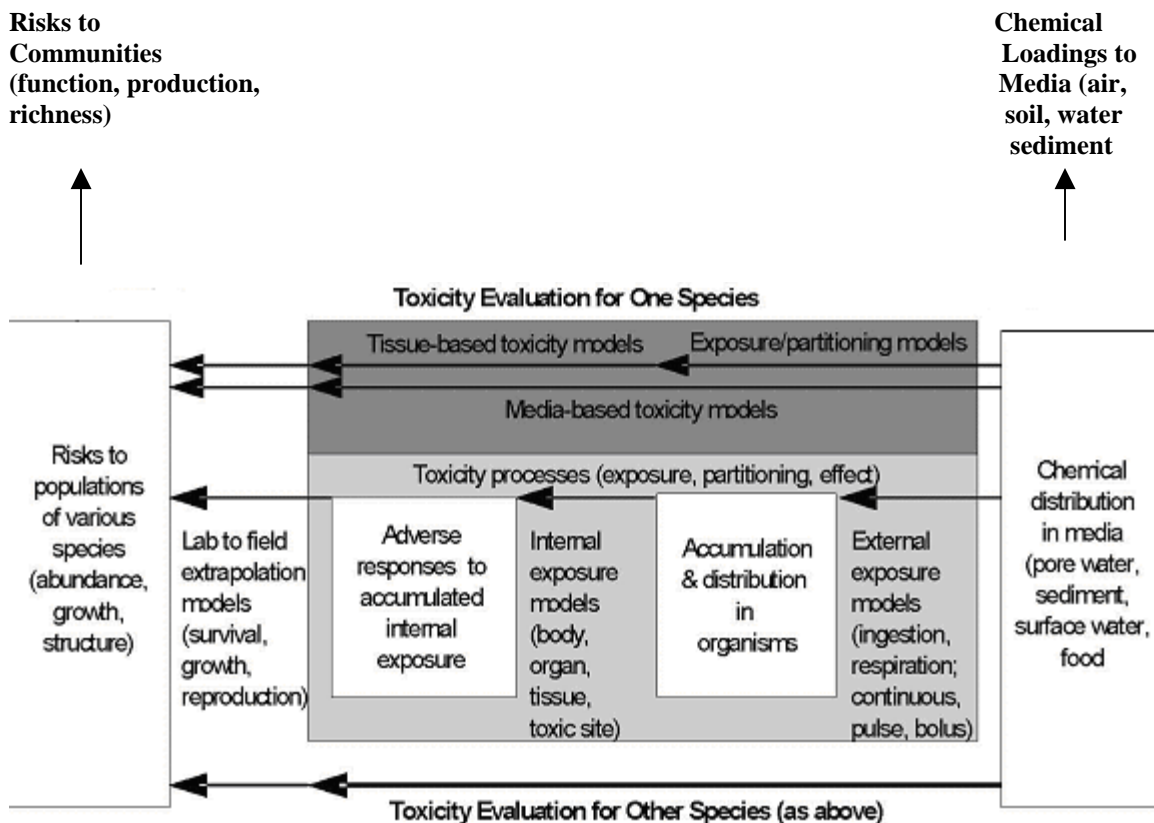 Risks to
Communities
(function, production,
richness)
Chemical
Loadings to
Media (air,
soil, water
sediment
Toxicity Evaluation for One Species
Tissue-based toxicity models
Exposure/partitioning models
Media-based toxicity models
Toxicity processes (exposure, partitioning, effect)
Risks to
populations
of various
species
(abundance,
growth,
structure)
Lab to field
extrapolation
models
(survival,
growth,
reproduction)
Adverse
responses to
accumulated
internal
exposure
Internal
exposure
models
(body,
organ,
tissue,
toxic site)
Accumulation
& distribution
in
organisms
External
exposure
models
(ingestion,
respiration;
continuous,
pulse, bolus)
Chemical
distribution
in media
(pore water,
sediment,
surface water,
food
Toxicity Evaluation for Other Species (as above)